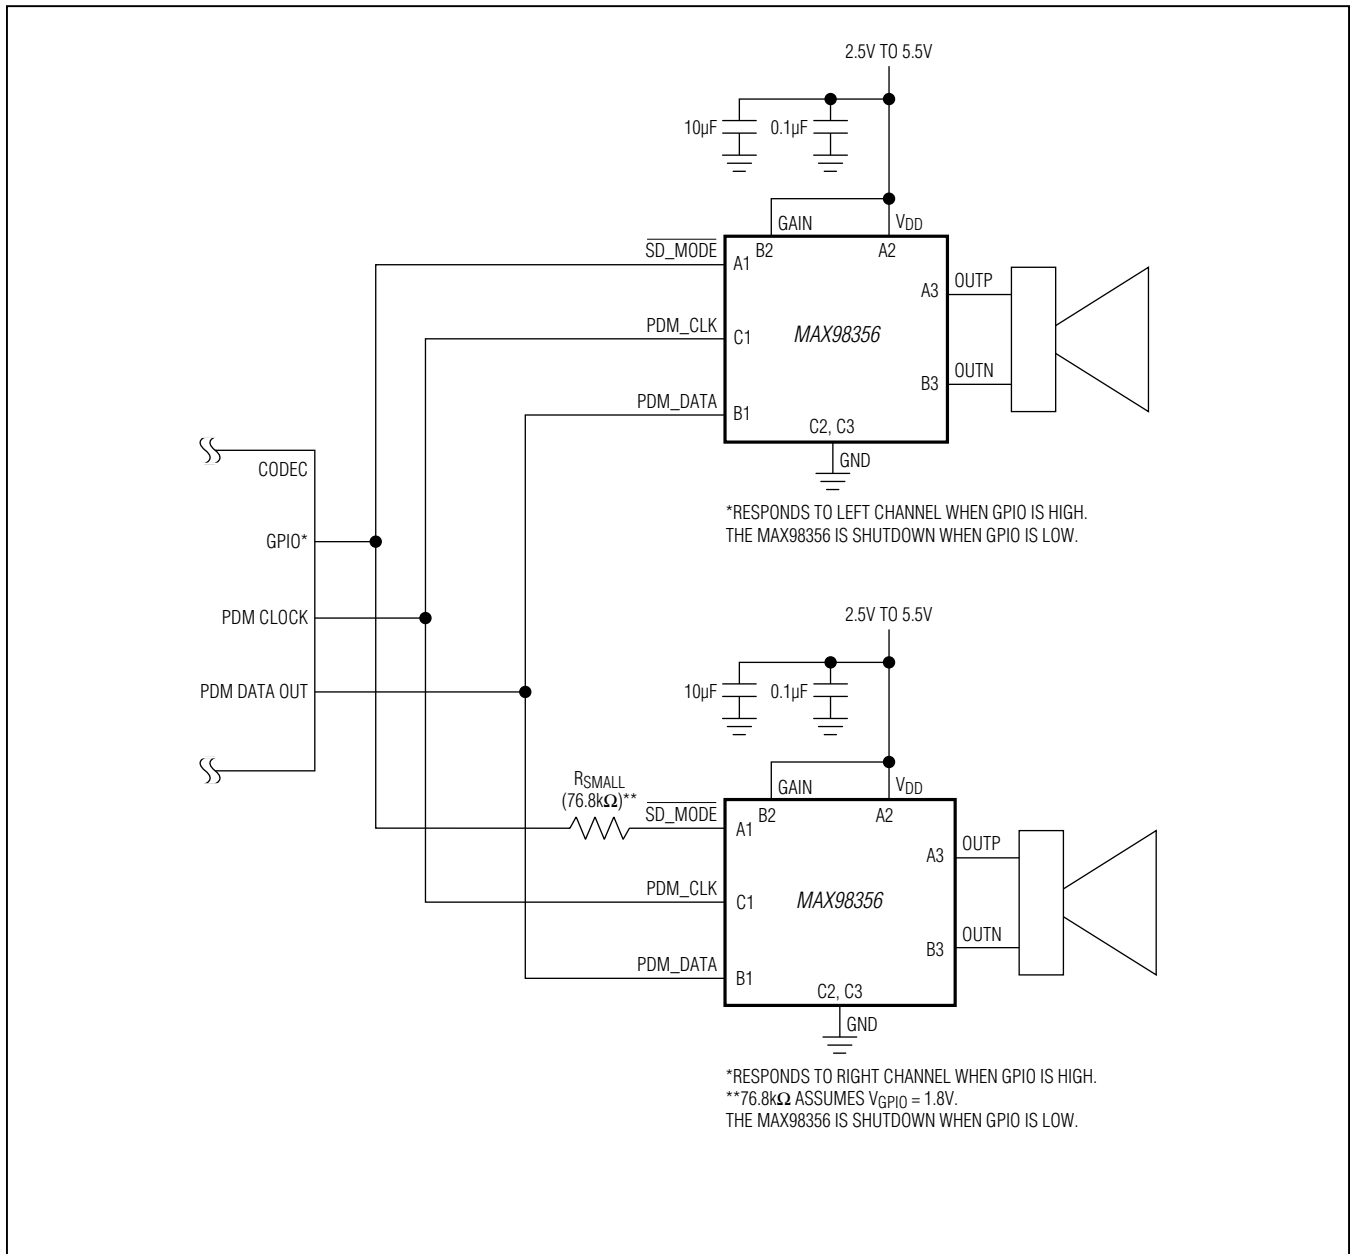 2.5V TO 5.5V
10µF
0.1µF
GAIN
VDD
SD_MODE
A1
B2
A2
A3
OUTP
PDM_CLK
C1
MAX98356
B3
OUTN
PDM_DATA
B1
C2, C3
GND
*RESPONDS TO LEFT CHANNEL WHEN GPIO IS HIGH.
THE MAX98356 IS SHUTDOWN WHEN GPIO IS LOW.
CODEC
GPIO*
PDM CLOCK
PDM DATA OUT
2.5V TO 5.5V
10µF
0.1µF
RSMALL
(76.8kΩ)**
GAIN
VDD
SD_MODE
A1
B2
A2
A3
OUTP
PDM_CLK
C1
MAX98356
B3
OUTN
PDM_DATA
B1
C2, C3
GND
*RESPONDS TO RIGHT CHANNEL WHEN GPIO IS HIGH.
**76.8kΩ ASSUMES VGPIO = 1.8V.
THE MAX98356 IS SHUTDOWN WHEN GPIO IS LOW.